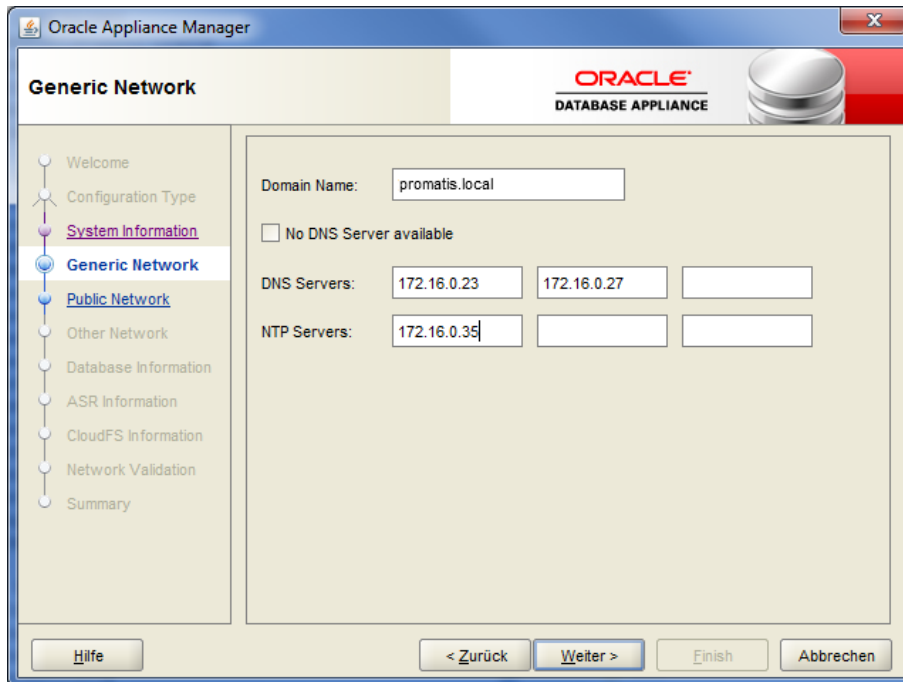 Oracle Appliance Manager
Generic Network
ORACLE
DATABASE APPLIANCE
Welcome
Configuration Type
System Information
Generic Network
Public Network
Other Network
Database Information
ASR Information
CloudFS Information
Network Validation
Summary
Domain Name: promatis.local
No DNS Server available
DNS Servers: 172.16.0.23 172.16.0.27
NTP Servers: 172.16.0.35
Hilfe < Zurück Weiter > Finish Abbrechen